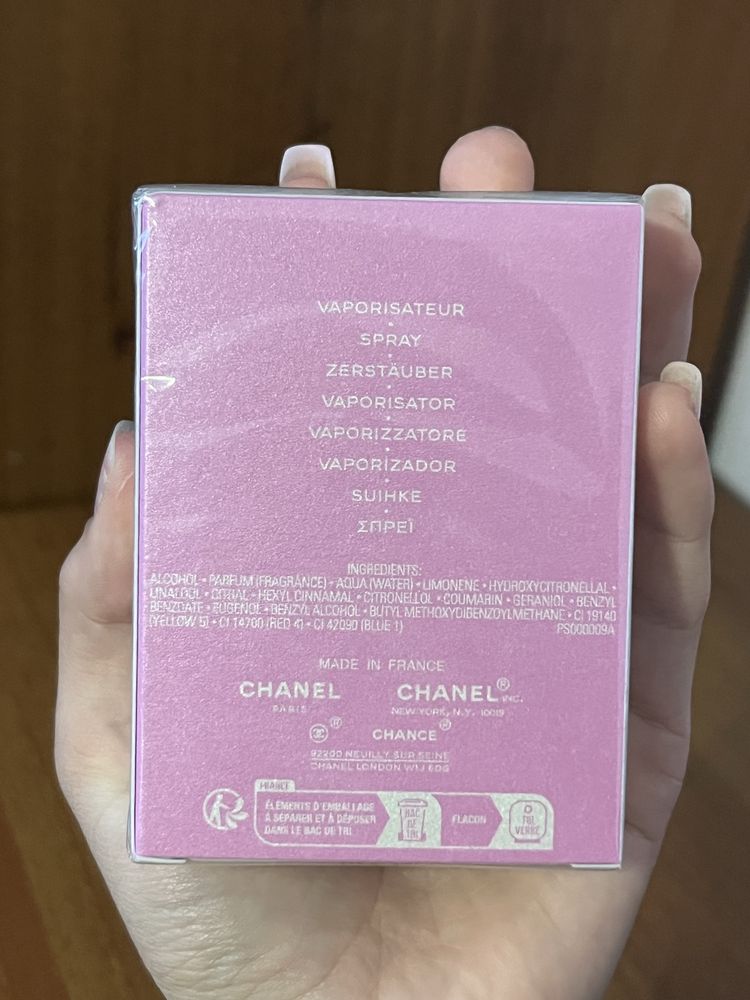 VAPORISATEUR
SPRAY
ZERSTÄUBER
VAPORISATOR
VAPORIZZATORE
VAPORIZADOR
SUIHKE
ΣΠΡΕΪ
INGREDIENTS:
ALCOHOL • PARFUM (FRAGRANCE) • AQUA (WATER) • LIMONENE • HYDROXYCITRONELLAL •
LINALOOL • CITRAL • HEXYL CINNAMAL • CITRONELLOL • COUMARIN • GERANIOL • BENZYL
BENZOATE • EUGENOL • BENZYL ALCOHOL • BUTYL METHOXYDIBENZOYLMETHANE • CI 19140
(YELLOW 5) • CI 14700 (RED 4) • CI 42090 (BLUE 1)
PS000009A
MADE IN FRANCE
CHANEL CHANEL® INC.
PARIS NEW YORK, N.Y. 10019
® CHANCE®
92200 NEUILLY SUR SEINE
CHANEL LONDON W1J 6DG
FRANCE
ÉLÉMENTS D'EMBALLAGE
À SÉPARER ET À DÉPOSER
DANS LE BAC DE TRI
BAC
DE
TRI
FLACON
TRI
VERRE